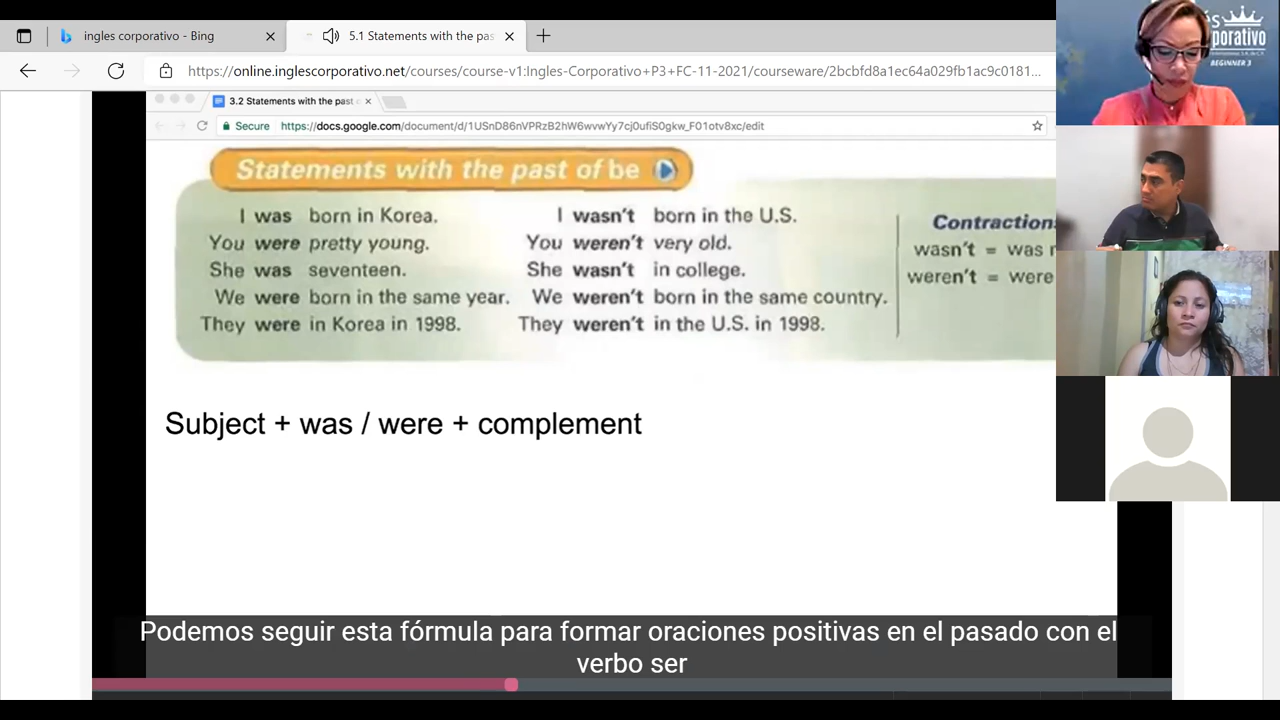 ingles corporativo - Bing
5.1 Statements with the pas
https://online.inglescorporativo.net/courses/course-v1:Ingles-Corporativo+P3+FC-11-2021/courseware/2bcbfd8a1ec64a029fb1ac9c0181...
3.2 Statements with the past
Secure
https://docs.google.com/document/d/1USnD86nVPRzB2hW6wvwYy7cj0ufiS0gkw_F01otv8xc/edit
Statements with the past of be
I was born in Korea. I wasn't born in the U.S.
You were pretty young. You weren't very old.
She was seventeen. She wasn't in college.
We were born in the same year. We weren't born in the same country.
They were in Korea in 1998. They weren't in the U.S. in 1998.
Contraction
wasn't = was
weren't = were
Subject + was / were + complement
Podemos seguir esta fórmula para formar oraciones positivas en el pasado con el
verbo ser
BEGINNER 3